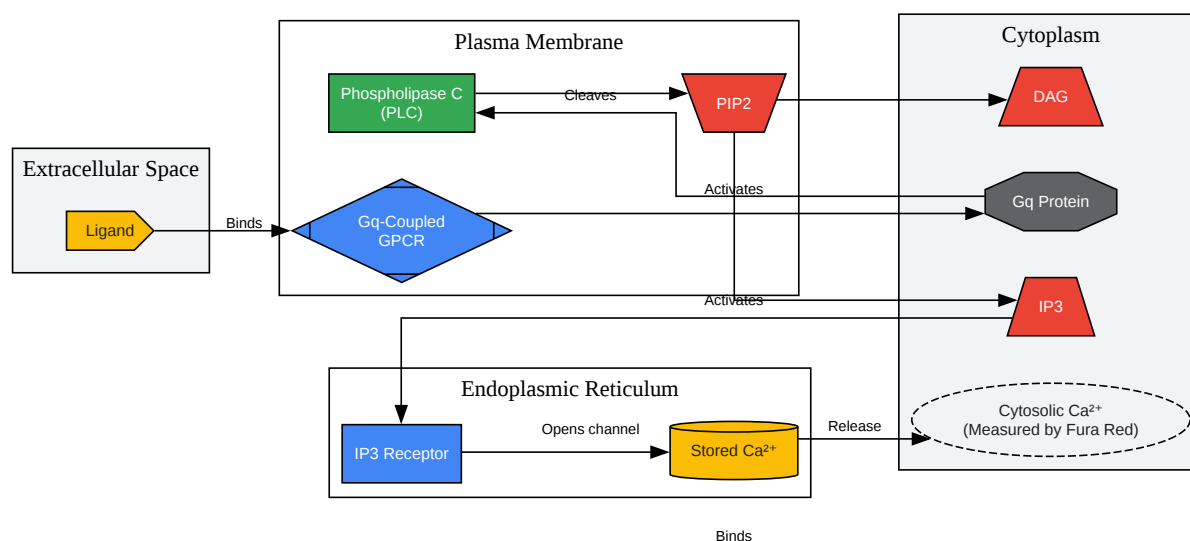 Plasma Membrane
Cytoplasm
Phospholipase C
(PLC)
Cleaves
PIP2
DAG
Extracellular Space
Ligand
Binds
Gq-Coupled
GPCR
Activates
Gq Protein
Activates
IP3
Endoplasmic Reticulum
IP3 Receptor
Opens channel
Stored Ca²⁺
Release
Cytosolic Ca²⁺
(Measured by Fura Red)
Binds